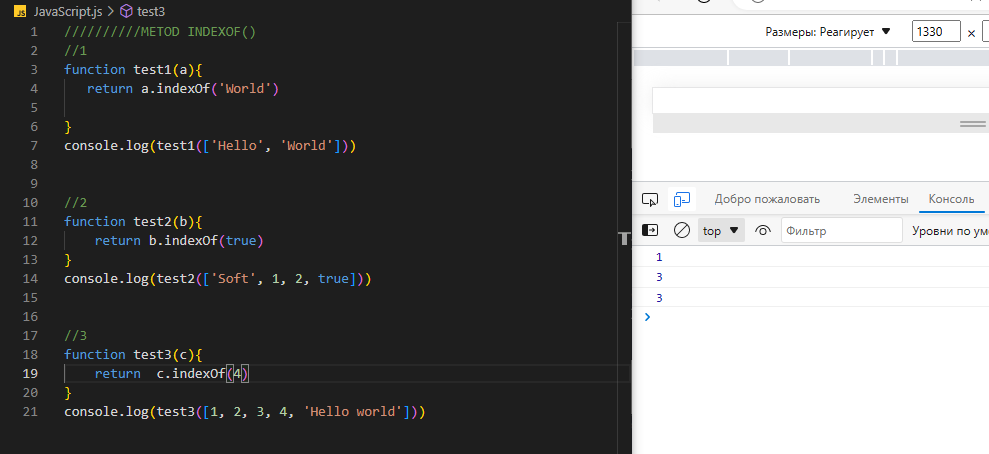 JavaScript.js > test3
1 //////////METOD INDEXOF()
2 //1
3 function test1(a){
4 return a.indexOf('World')
5
6 }
7 console.log(test1(['Hello', 'World']))
8
9
10 //2
11 function test2(b){
12 return b.indexOf(true)
13 }
14 console.log(test2(['Soft', 1, 2, true]))
15
16
17 //3
18 function test3(c){
19 return  c.indexOf(4)
20 }
21 console.log(test3([1, 2, 3, 4, 'Hello world']))
Размеры: Реагирует ▼ 1330 ×
Добро пожаловать Элементы Консоль
top ▼ Фильтр Уровни по
1
3
3
>